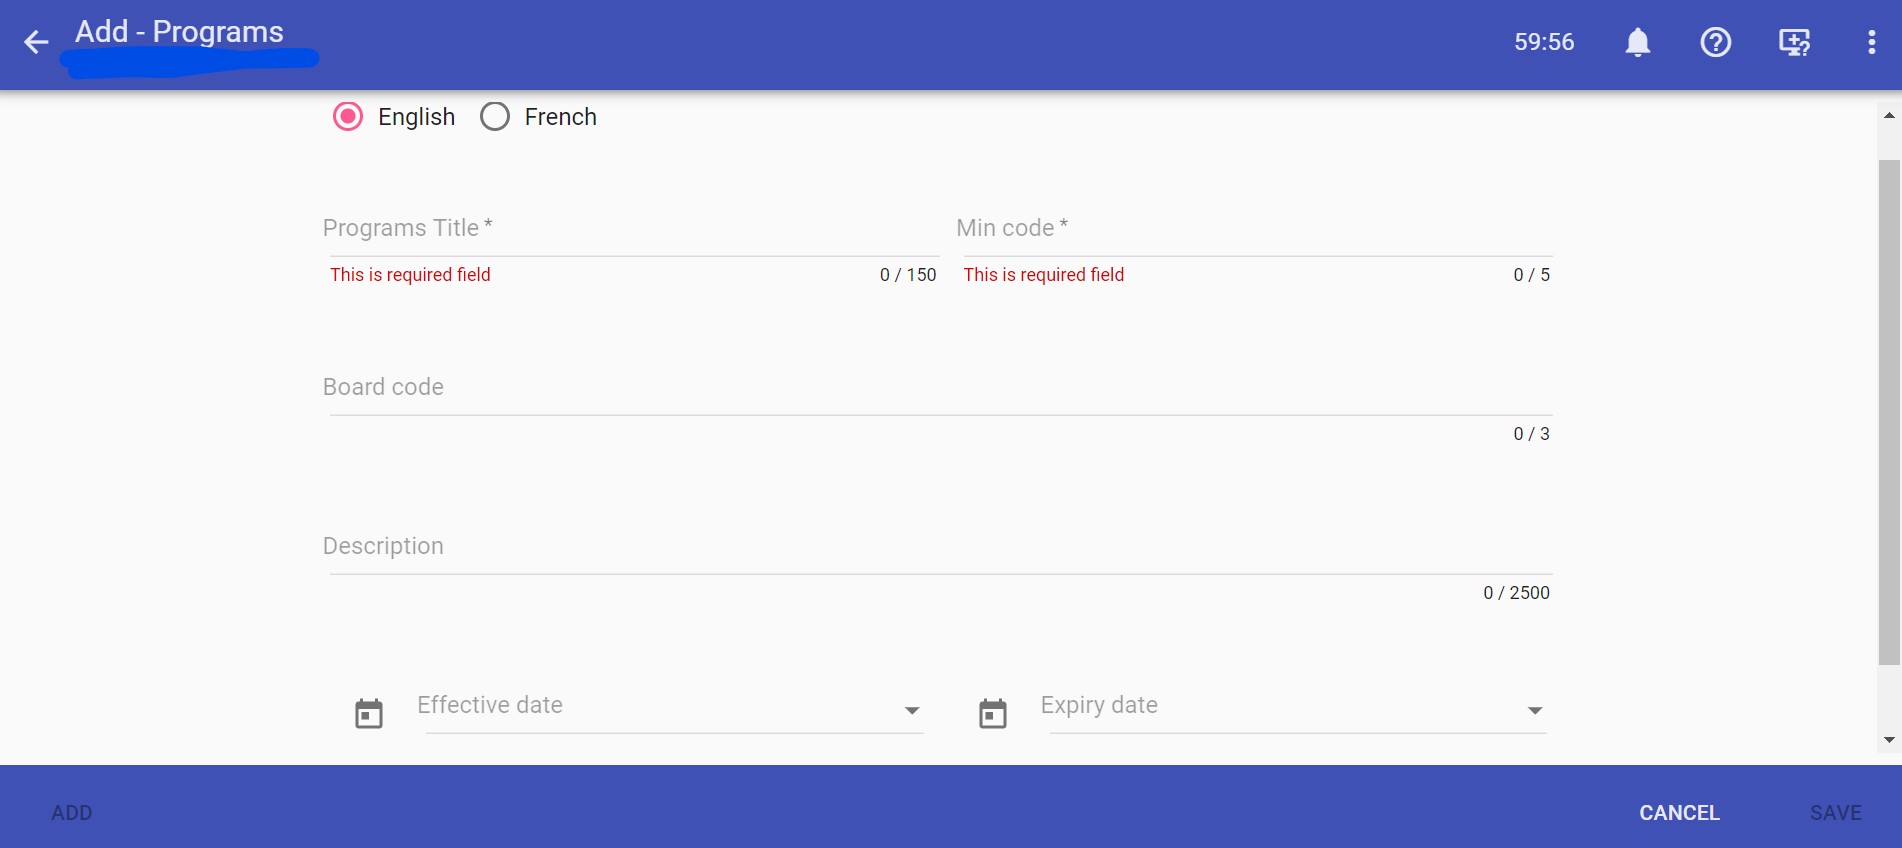 Add - Programs
59:56
English French
Programs Title * Min code *
This is required field 0 / 150 This is required field 0 / 5
Board code
0 / 3
Description
0 / 2500
Effective date Expiry date
ADD CANCEL SAVE